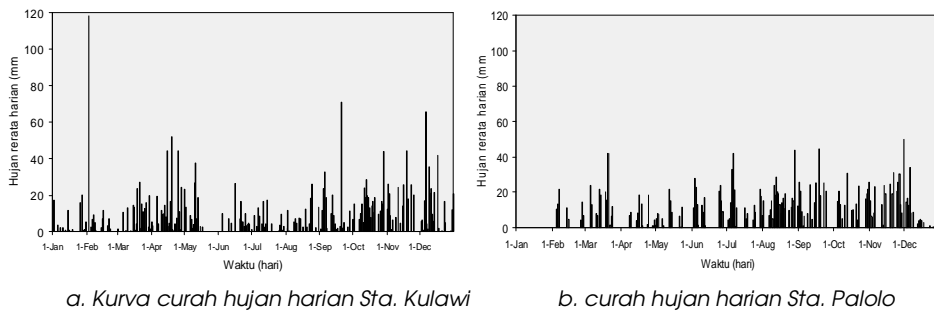 120
100
80
60
40
20
0
Hujan rerata harian (mm
1-Jan 1-Feb 1-Mar 1-Apr 1-May 1-Jun 1-Jul 1-Aug 1-Sep 1-Oct 1-Nov 1-Dec
Waktu (hari)
a. Kurva curah hujan harian Sta. Kulawi
120
100
80
60
40
20
0
Hujan rerata harian (mm
1-Jan 1-Feb 1-Mar 1-Apr 1-May 1-Jun 1-Jul 1-Aug 1-Sep 1-Oct 1-Nov 1-Dec
Waktu (hari)
b. curah hujan harian Sta. Palolo